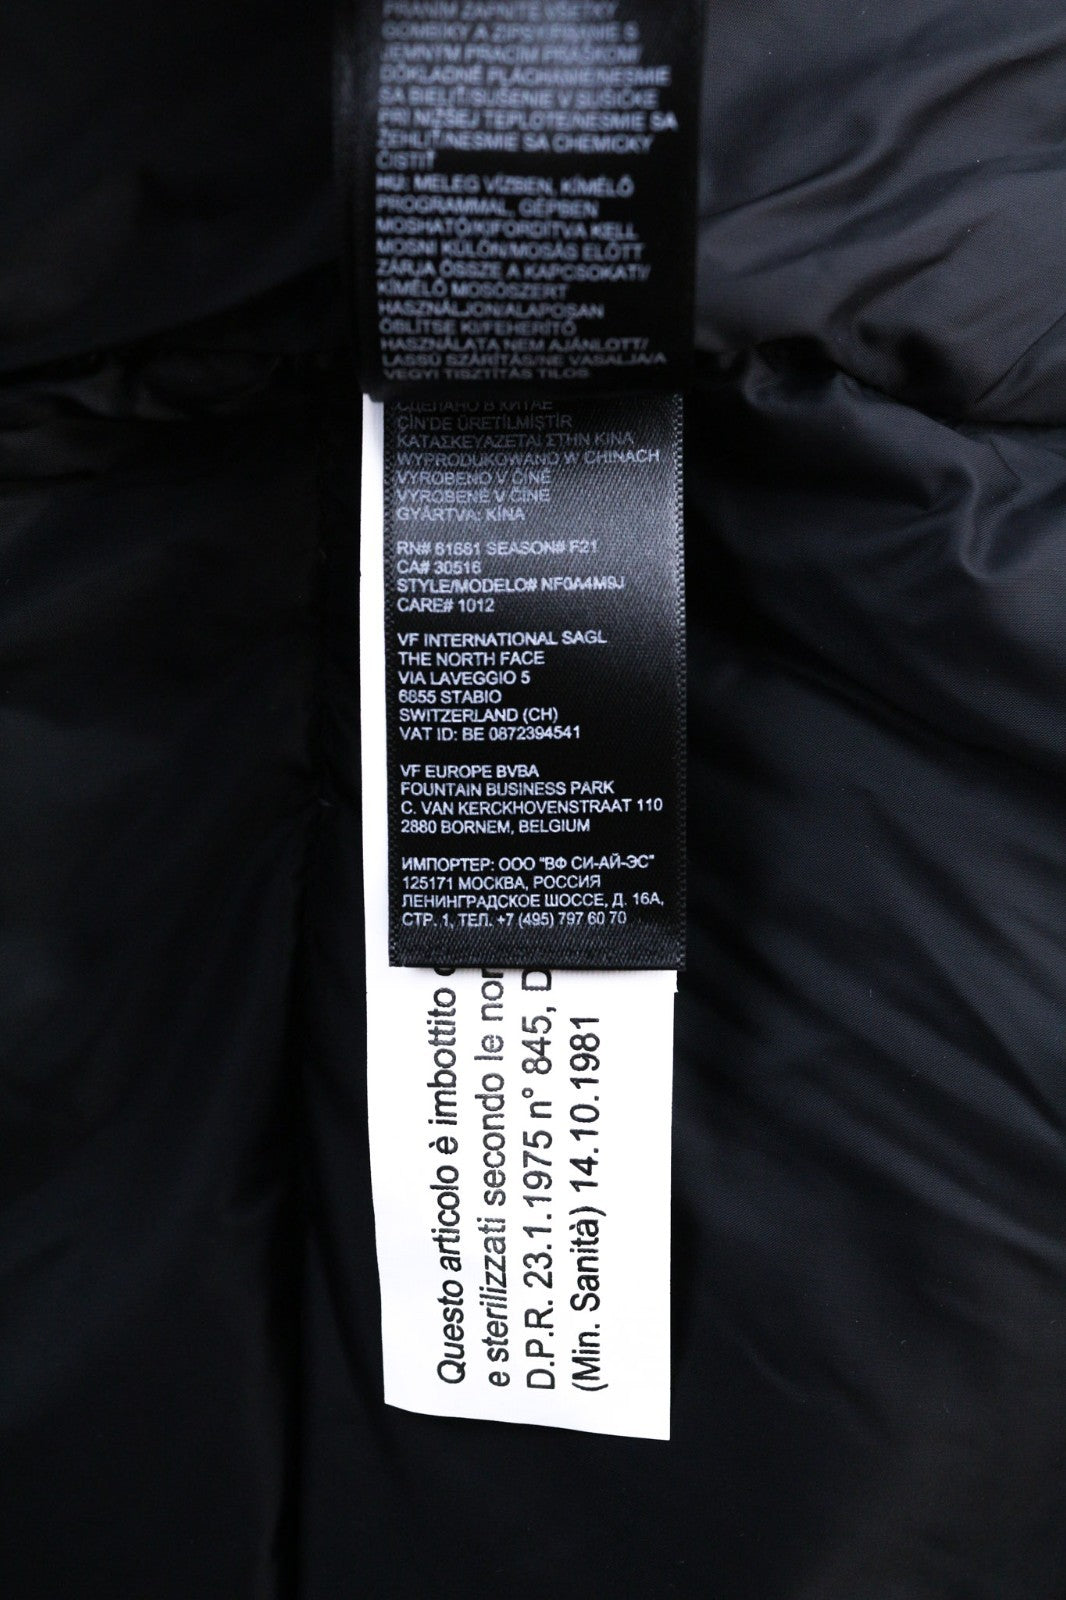 PRANÍM ZAPNITE VŠETKY
GOMBÍKY A ZIPS/PERTE S
JEMNÝM PRACÍM PRÁŠKOM/
DÔKLADNÉ PLÁCHANIE/NESMIE
SA BIELIŤ/SUŠENIE V SUŠIČKE
PRI NIŽŠEJ TEPLOTE/NESMIE SA
ŽEHLIŤ/NESMIE SA CHEMICKY
ČISTIŤ
HU: MELEG VÍZBEN, KÍMÉLŐ
PROGRAMMAL, GÉPBEN
MOSHATÓ/KIFORDÍTVA KELL
MOSNI KÜLÖN/MOSÁS ELŐTT
ZÁRJA ÖSSZE A KAPCSOKAT/
KÍMÉLŐ MOSÓSZERT
HASZNÁLJON/ALAPOSAN
ÖBLÍTSE KI/FEHÉRÍTŐ
HASZNÁLATA NEM AJÁNLOTT/
LASSÚ SZÁRÍTÁS/NE VASALJA/A
VEGYI TISZTÍTÁS TILOS.
СДЕЛАНО В КИТАЕ
ÇİN'DE ÜRETİLMİŞTİR
ΚΑΤΑΣΚΕΥΑΖΕΤΑΙ ΣΤΗΝ ΚΙΝΑ
WYPRODUKOWANO W CHINACH
VYROBENO V ČÍNĚ
VYROBENÉ V ČÍNE
GYÁRTVA: KÍNA
RN# 61661 SEASON# F21
CA# 30516
STYLE/MODELO# NF0A4M9J
CARE# 1012
VF INTERNATIONAL SAGL
THE NORTH FACE
VIA LAVEGGIO 5
6855 STABIO
SWITZERLAND (CH)
VAT ID: BE 0872394541
VF EUROPE BVBA
FOUNTAIN BUSINESS PARK
C. VAN KERCKHOVENSTRAAT 110
2880 BORNEM, BELGIUM
ИМПОРТЕР: ООО "ВФ СИ-АЙ-ЭС"
125171 МОСКВА, РОССИЯ
ЛЕНИНГРАДСКОЕ ШОССЕ, Д. 16А,
СТР. 1, ТЕЛ. +7 (495) 797 60 70
Questo articolo è imbottito
e sterilizzati secondo le nor
D.P.R. 23.1.1975 n° 845, D
(Min. Sanità) 14.10.1981